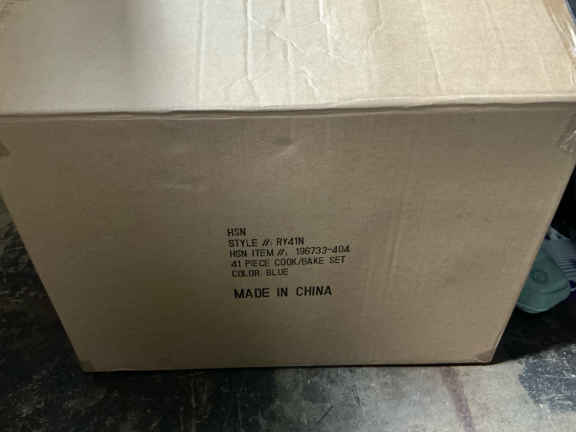 HSN
STYLE #: RY41N
HSN ITEM #: 196733-404
41 PIECE COOK/BAKE SET
COLOR: BLUE
MADE IN CHINA